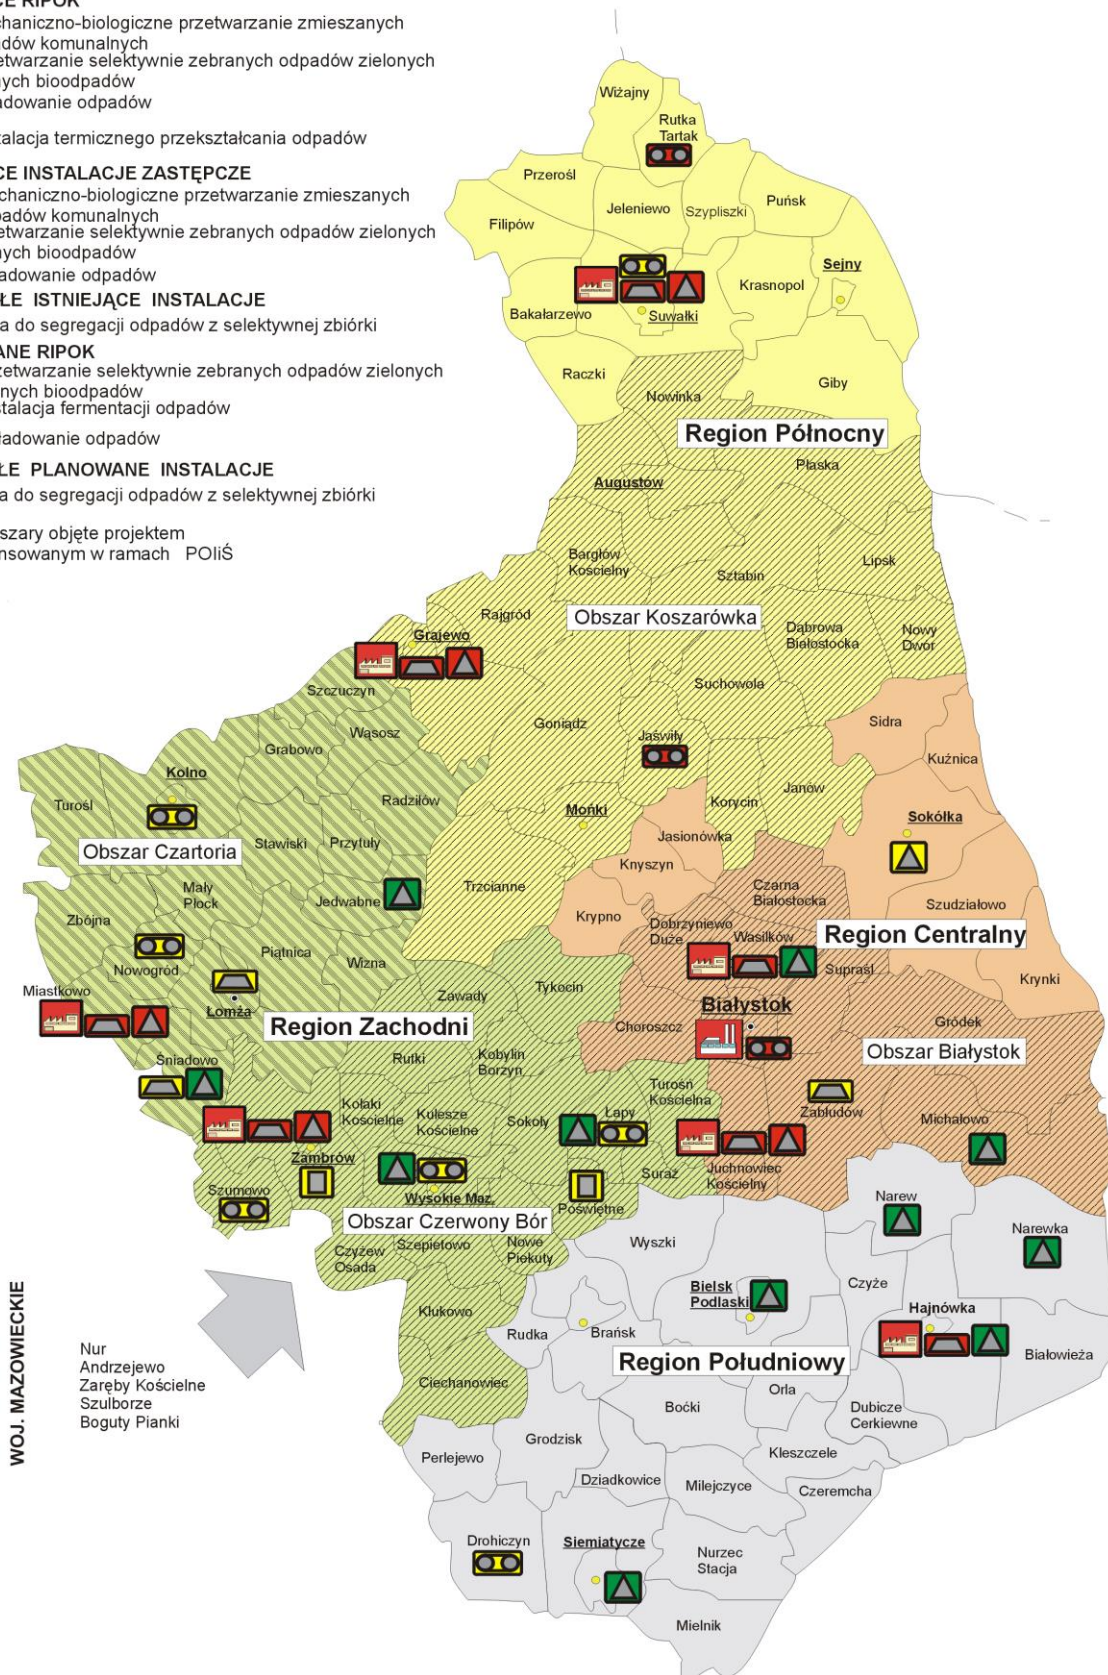 CE RIPOK
chaniczno-biologiczne przetwarzanie zmieszanych
adów komunalnych
etwarzanie selektywnie zebranych odpadów zielonych
nych bioodpadów
adowanie odpadów
talacja termicznego przekształcania odpadów
CE INSTALACJE ZASTĘPCZE
echaniczno-biologiczne przetwarzanie zmieszanych
padów komunalnych
etwarzanie selektywnie zebranych odpadów zielonych
nych bioodpadów
adowanie odpadów
ŁE ISTNIEJĄCE INSTALACJE
a do segregacji odpadów z selektywnej zbiórki
ANE RIPOK
zetwarzanie selektywnie zebranych odpadów zielonych
nych bioodpadów
stalacja fermentacji odpadów
ładowanie odpadów
ŁE PLANOWANE INSTALACJE
a do segregacji odpadów z selektywnej zbiórki
szary objęte projektem
nsowanym w ramach POIiŚ
Wiżajny
Rutka
Tartak
Przerośl
Jeleniewo
Szypliszki
Puńsk
Filipów
Sejny
Krasnopol
Bakałarzewo
Suwałki
Raczki
Giby
Nowinka
Region Północny
Płaska
Augustów
Bargłów
Kościelny
Sztabin
Lipsk
Rajgród
Obszar Koszarówka
Dąbrowa
Białostocka
Nowy
Dwór
Grajewo
Szczuczyn
Suchowola
Goniądz
Jaświły
Sidra
Wąsosz
Grabowo
Kuźnica
Kolno
Turośl
Radziłów
Mońki
Korycin
Janów
Sokółka
Obszar Czartoria
Stawiski
Przytuły
Jasionówka
Knyszyn
Trzcianne
Mały
Płock
Jedwabne
Czarna
Białostocka
Szudziałowo
Zbójna
Krypno
Dobrzyniewo
Duże
Wasilków
Region Centralny
Nowogród
Piątnica
Wizna
Supraśl
Krynki
Miastkowo
Łomża
Zawady
Tykocin
Białystok
Region Zachodni
Choroszcz
Gródek
Obszar Białystok
Śniadowo
Rutki
Kobylin
Borzyn
Turośń
Kościelna
Kołaki
Kościelne
Kulesze
Kościelne
Sokoły
Łapy
Zabłudów
Michałowo
Zambrów
Suraż
Juchnowiec
Kościelny
Szumowo
Wysokie Maz.
Poświętne
Narew
Obszar Czerwony Bór
Narewka
Czyżew
Osada
Szepietowo
Nowe
Piekuty
Wyszki
Czyże
Bielsk
Podlaski
Hajnówka
Klukowo
Rudka
Brańsk
Białowieża
Region Południowy
Ciechanowiec
Orla
Boćki
Dubicze
Cerkiewne
WOJ. MAZOWIECKIE
Nur
Andrzejewo
Zaręby Kościelne
Szulborze
Boguty Pianki
Perlejewo
Grodzisk
Kleszczele
Dziadkowice
Milejczyce
Czeremcha
Drohiczyn
Siemiatycze
Nurzec
Stacja
Mielnik